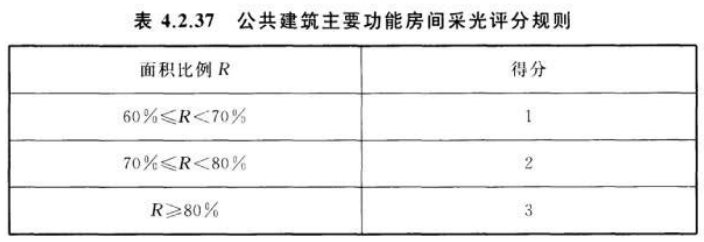 表 4.2.37 公共建筑主要功能房间采光评分规则
面积比例 R 得分
60%≤R<70% 1
70%≤R<80% 2
R≥80% 3